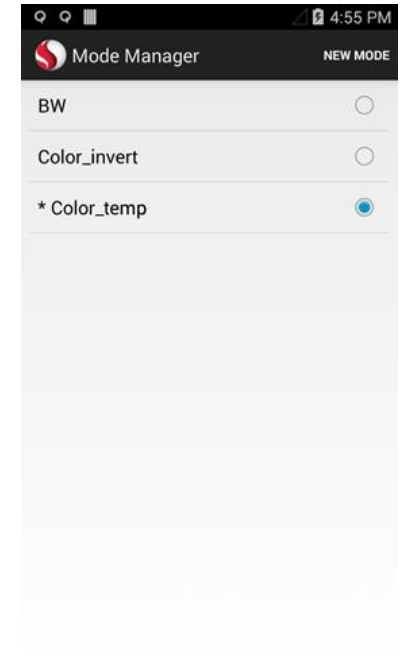 4:55 PM
Mode Manager NEW MODE
BW
Color_invert
* Color_temp